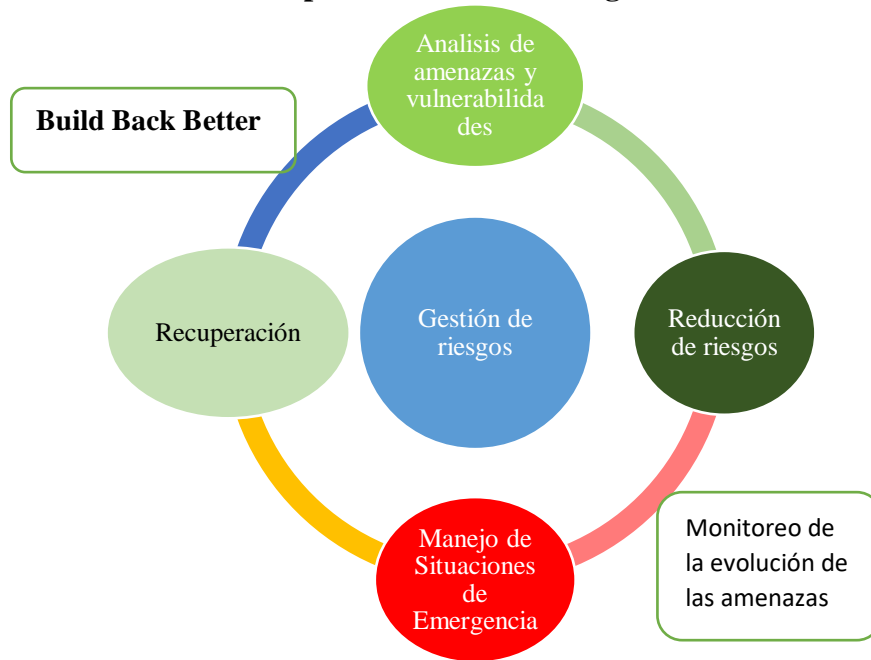 Analisis de
amenazas y
vulnerabilida
des
Build Back Better
Recuperación
Gestión de
riesgos
Reducción
de riesgos
Manejo de
Situaciones
de
Emergencia
Monitoreo de
la evolución de
las amenazas